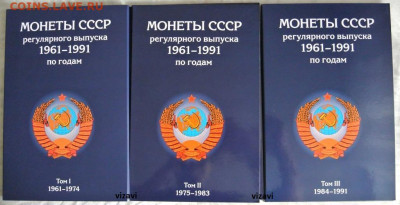 COINS.LAVE.RU
МОНЕТЫ СССР
регулярного выпуска
1961–1991
по годам
Том I
1961-1974
МОНЕТЫ СССР
регулярного выпуска
1961–1991
по годам
Том II
1975-1983
vizavi
МОНЕТЫ СССР
регулярного выпуска
1961–1991
по годам
Том III
1984-1991
vizavi